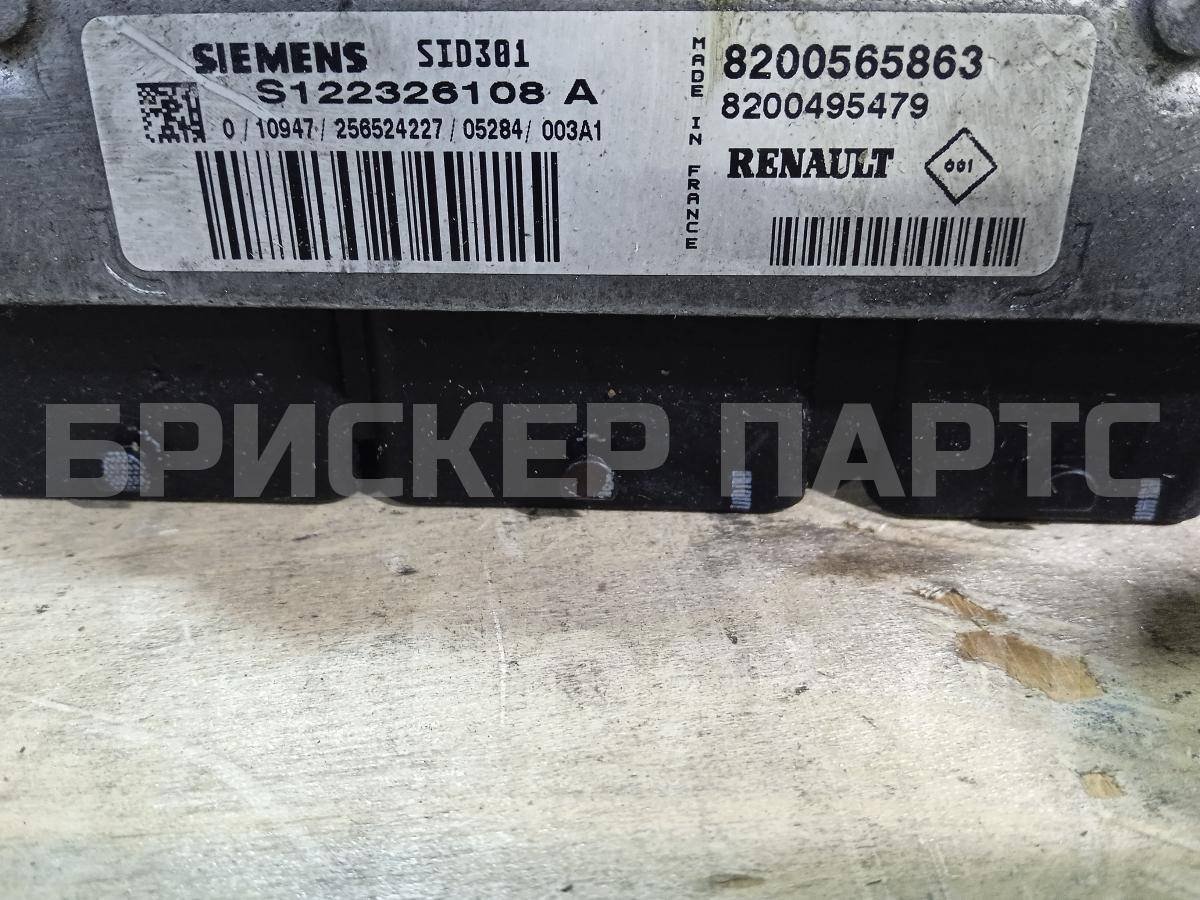 SIEMENS SID301
S122326108 A
0/10947/256524227/05284/003A1
MADE IN FRANCE
8200565863
8200495479
RENAULT 001
БРИСКЕР ПАРТС